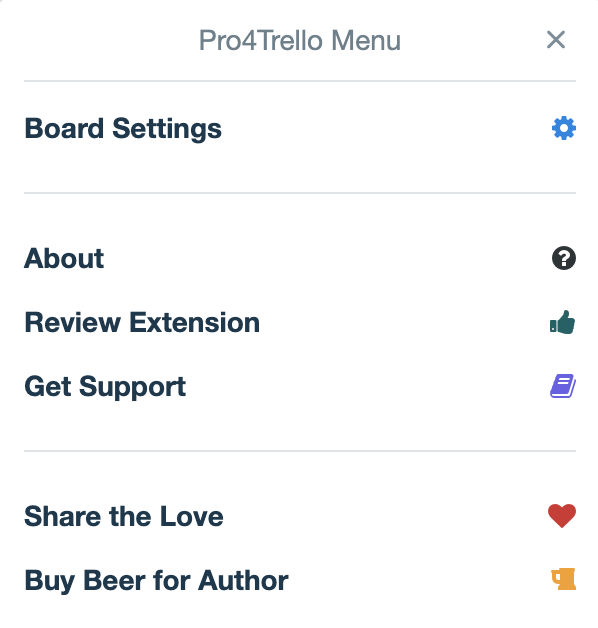 Pro4Trello Menu
Board Settings
About
Review Extension
Get Support
Share the Love
Buy Beer for Author